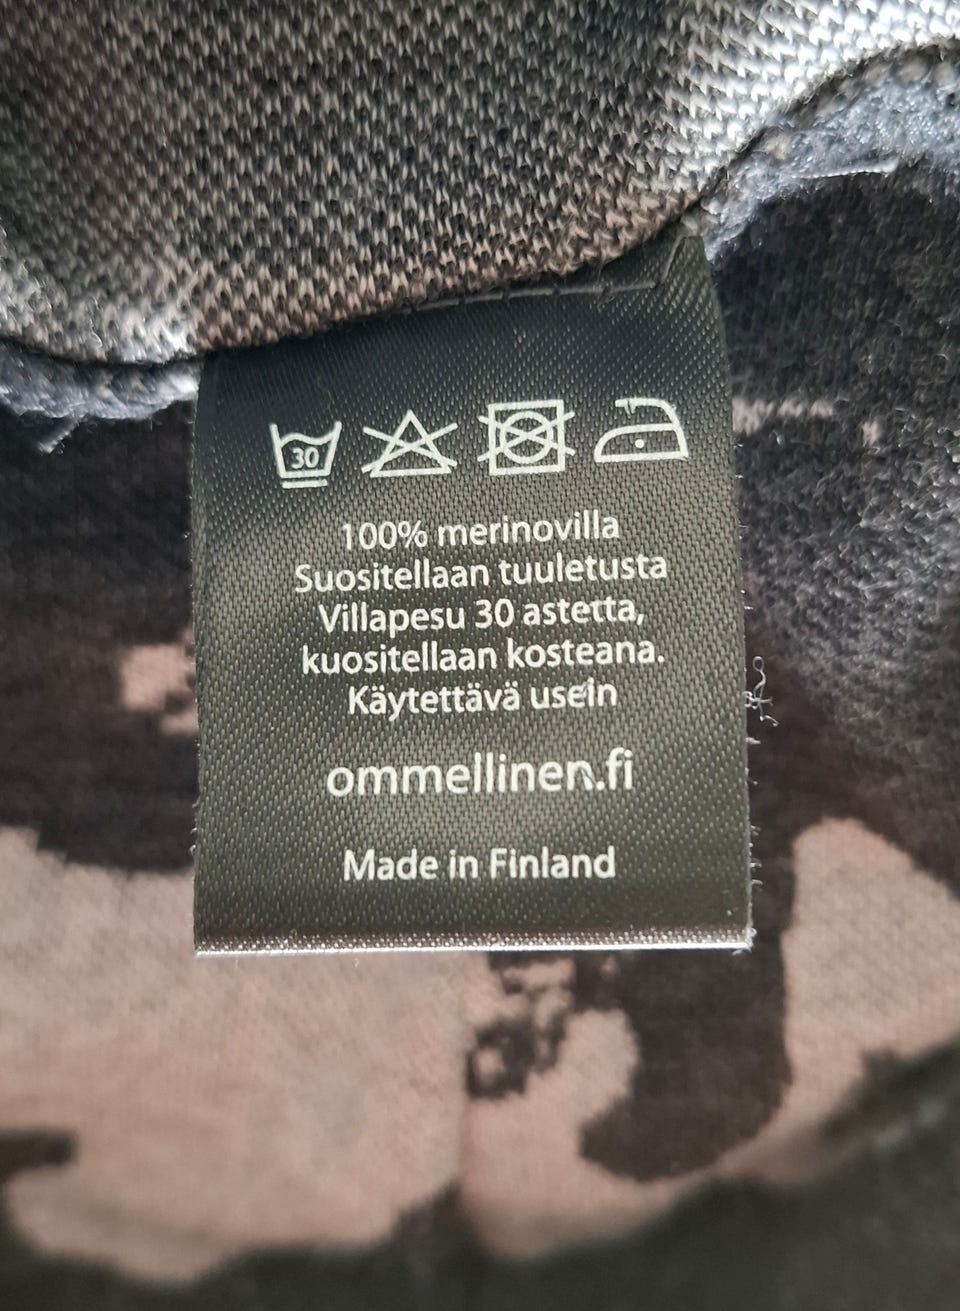 30
100% merinovilla
Suositellaan tuuletusta
Villapesu 30 astetta,
kuositellaan kosteana.
Käytettävä usein
ommellinen.fi
Made in Finland